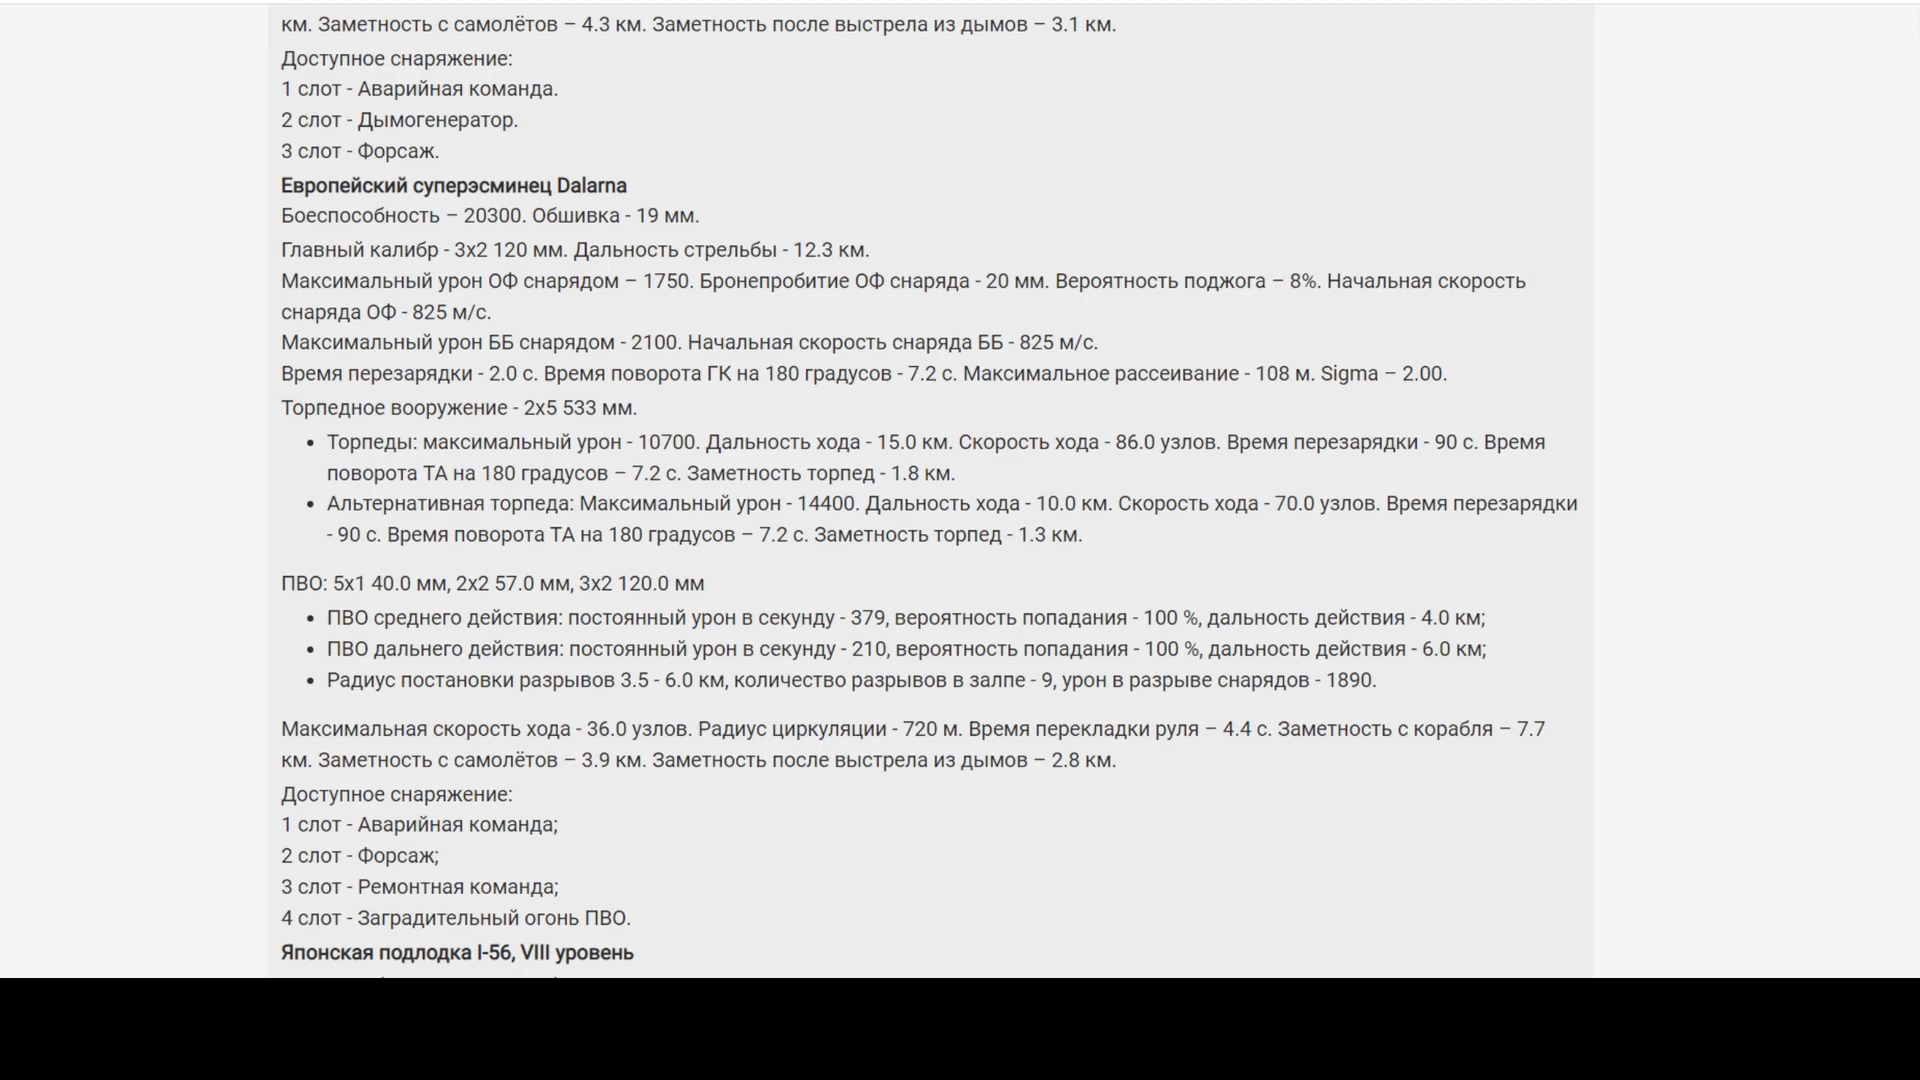 км. Заметность с самолётов – 4.3 км. Заметность после выстрела из дымов – 3.1 км.
Доступное снаряжение:
1 слот - Аварийная команда.
2 слот - Дымогенератор.
3 слот - Форсаж.
Европейский суперэсминец Dalarna
Боеспособность – 20300. Обшивка - 19 мм.
Главный калибр - 3x2 120 мм. Дальность стрельбы - 12.3 км.
Максимальный урон ОФ снарядом – 1750. Бронепробитие ОФ снаряда - 20 мм. Вероятность поджога – 8%. Начальная скорость
снаряда ОФ - 825 м/с.
Максимальный урон ББ снарядом - 2100. Начальная скорость снаряда ББ - 825 м/с.
Время перезарядки - 2.0 с. Время поворота ГК на 180 градусов - 7.2 с. Максимальное рассеивание - 108 м. Sigma – 2.00.
Торпедное вооружение - 2x5 533 мм.
• Торпеды: максимальный урон - 10700. Дальность хода - 15.0 км. Скорость хода - 86.0 узлов. Время перезарядки - 90 с. Время
поворота ТА на 180 градусов – 7.2 с. Заметность торпед - 1.8 км.
• Альтернативная торпеда: Максимальный урон - 14400. Дальность хода - 10.0 км. Скорость хода - 70.0 узлов. Время перезарядки
- 90 с. Время поворота ТА на 180 градусов – 7.2 с. Заметность торпед - 1.3 км.
ПВО: 5x1 40.0 мм, 2x2 57.0 мм, 3x2 120.0 мм
• ПВО среднего действия: постоянный урон в секунду - 379, вероятность попадания - 100 %, дальность действия - 4.0 км;
• ПВО дальнего действия: постоянный урон в секунду - 210, вероятность попадания - 100 %, дальность действия - 6.0 км;
• Радиус постановки разрывов 3.5 - 6.0 км, количество разрывов в залпе - 9, урон в разрыве снарядов - 1890.
Максимальная скорость хода - 36.0 узлов. Радиус циркуляции - 720 м. Время перекладки руля – 4.4 с. Заметность с корабля – 7.7
км. Заметность с самолётов – 3.9 км. Заметность после выстрела из дымов – 2.8 км.
Доступное снаряжение:
1 слот - Аварийная команда;
2 слот - Форсаж;
3 слот - Ремонтная команда;
4 слот - Заградительный огонь ПВО.
Японская подлодка I-56, VIII уровень